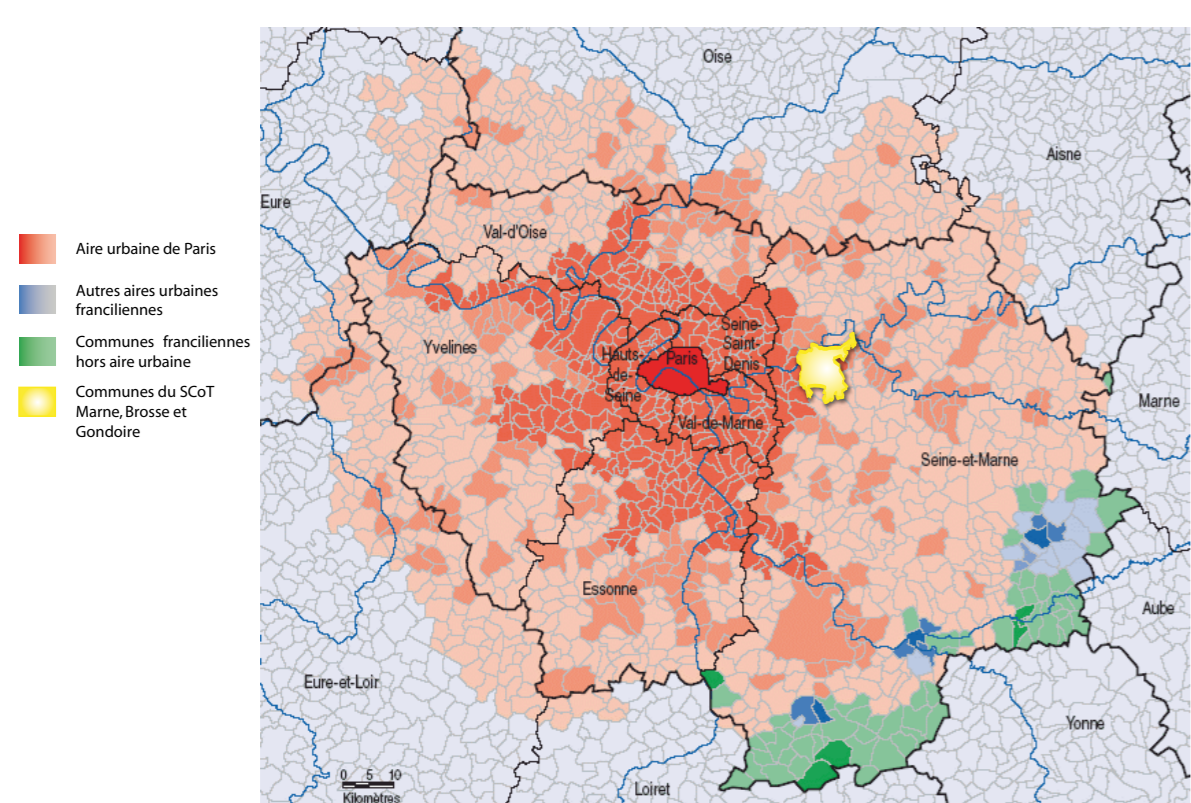 Aire urbaine de Paris
Autres aires urbaines
franciliennes
Communes franciliennes
hors aire urbaine
Communes du SCoT
Marne, Brosse et
Gondoire
Oise
Aisne
Eure
Val-d'Oise
Seine-
Saint-
Denis
Yvelines
Hauts-
de-
Seine
Paris
Val-de-Marne
Marne
Seine-et-Marne
Essonne
Aube
Eure-et-Loir
Yonne
Loiret
0 5 10
Kilomètres